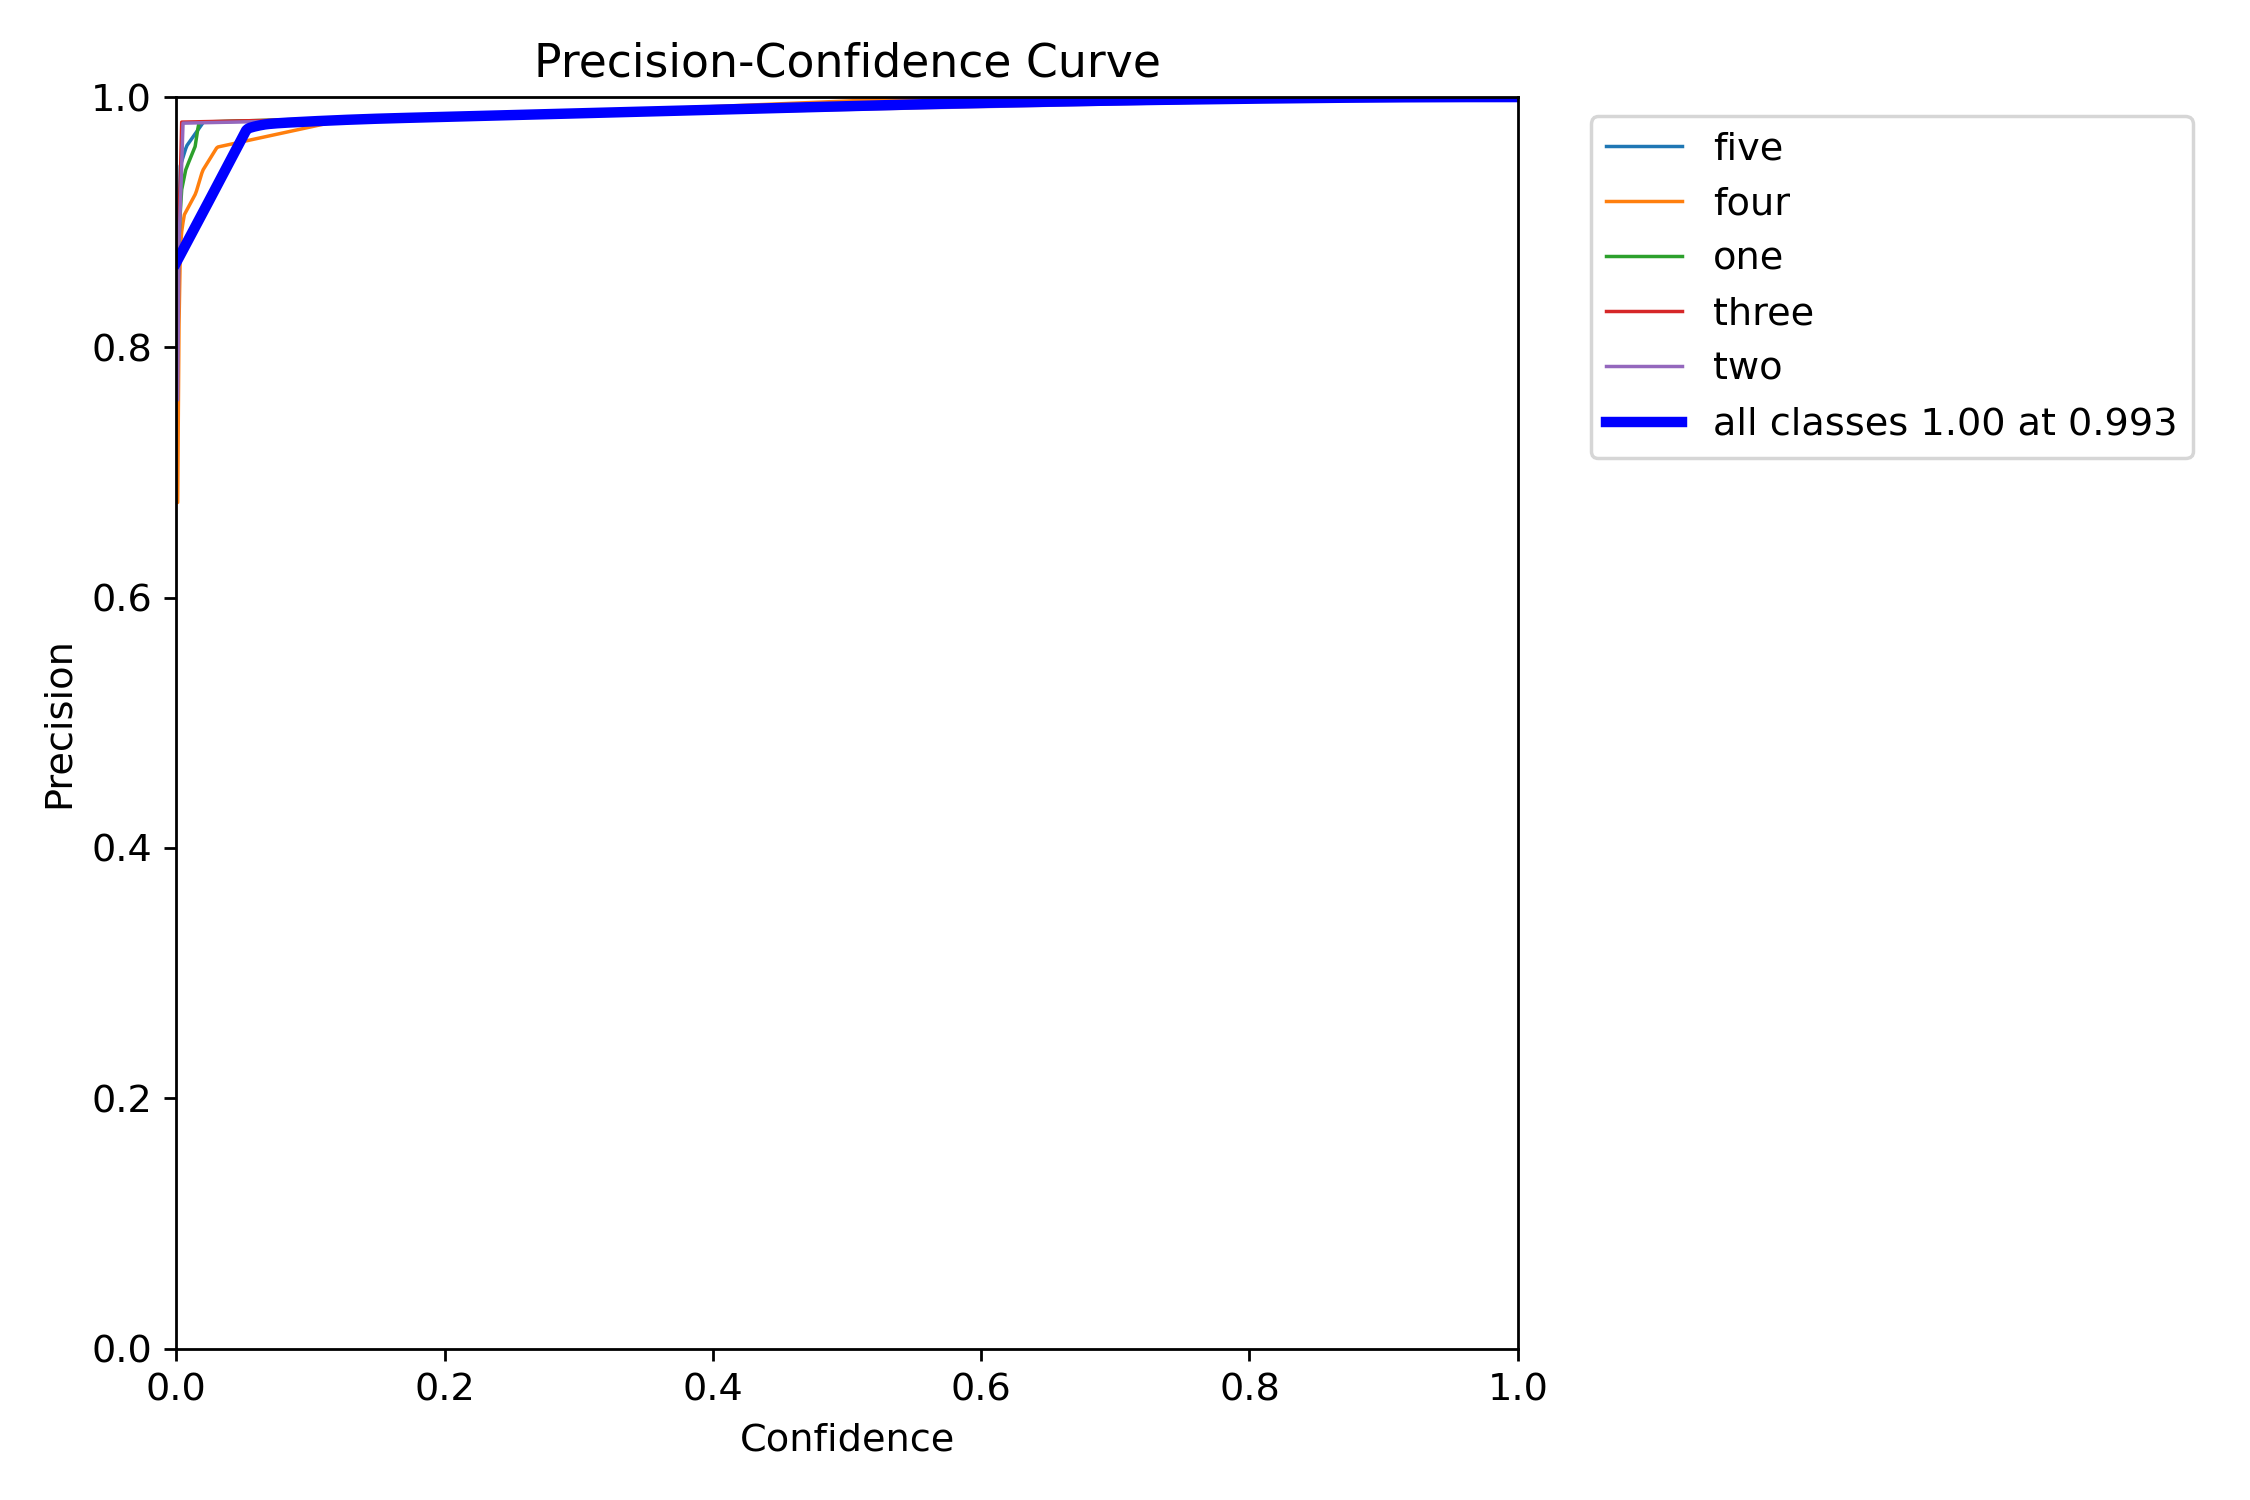 Precision-Confidence Curve
1.0
0.8
0.6
0.4
0.2
0.0
Precision
0.0 0.2 0.4 0.6 0.8 1.0
Confidence
five
four
one
three
two
all classes 1.00 at 0.993